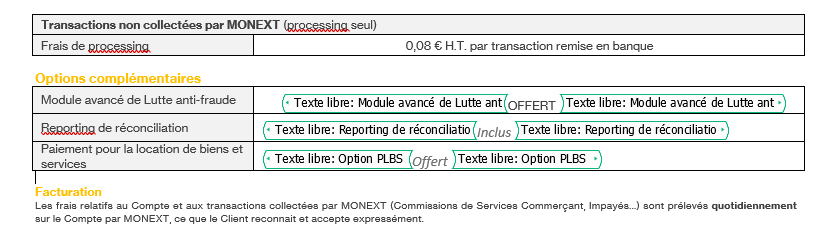 Transactions non collectées par MONEXT (processing seul)
Frais de processing 0,08 € H.T. par transaction remise en banque
Options complémentaires
Module avancé de Lutte anti-fraude Texte libre: Module avancé de Lutte ant OFFERT Texte libre: Module avancé de Lutte ant
Reporting de réconciliation Texte libre: Reporting de réconciliatio Inclus Texte libre: Reporting de réconciliatio
Paiement pour la location de biens et
services Texte libre: Option PLBS Offert Texte libre: Option PLBS
Facturation
Les frais relatifs au Compte et aux transactions collectées par MONEXT (Commissions de Services Commerçant, Impayés...) sont prélevés quotidiennement
sur le Compte par MONEXT, ce que le Client reconnait et accepte expressément.